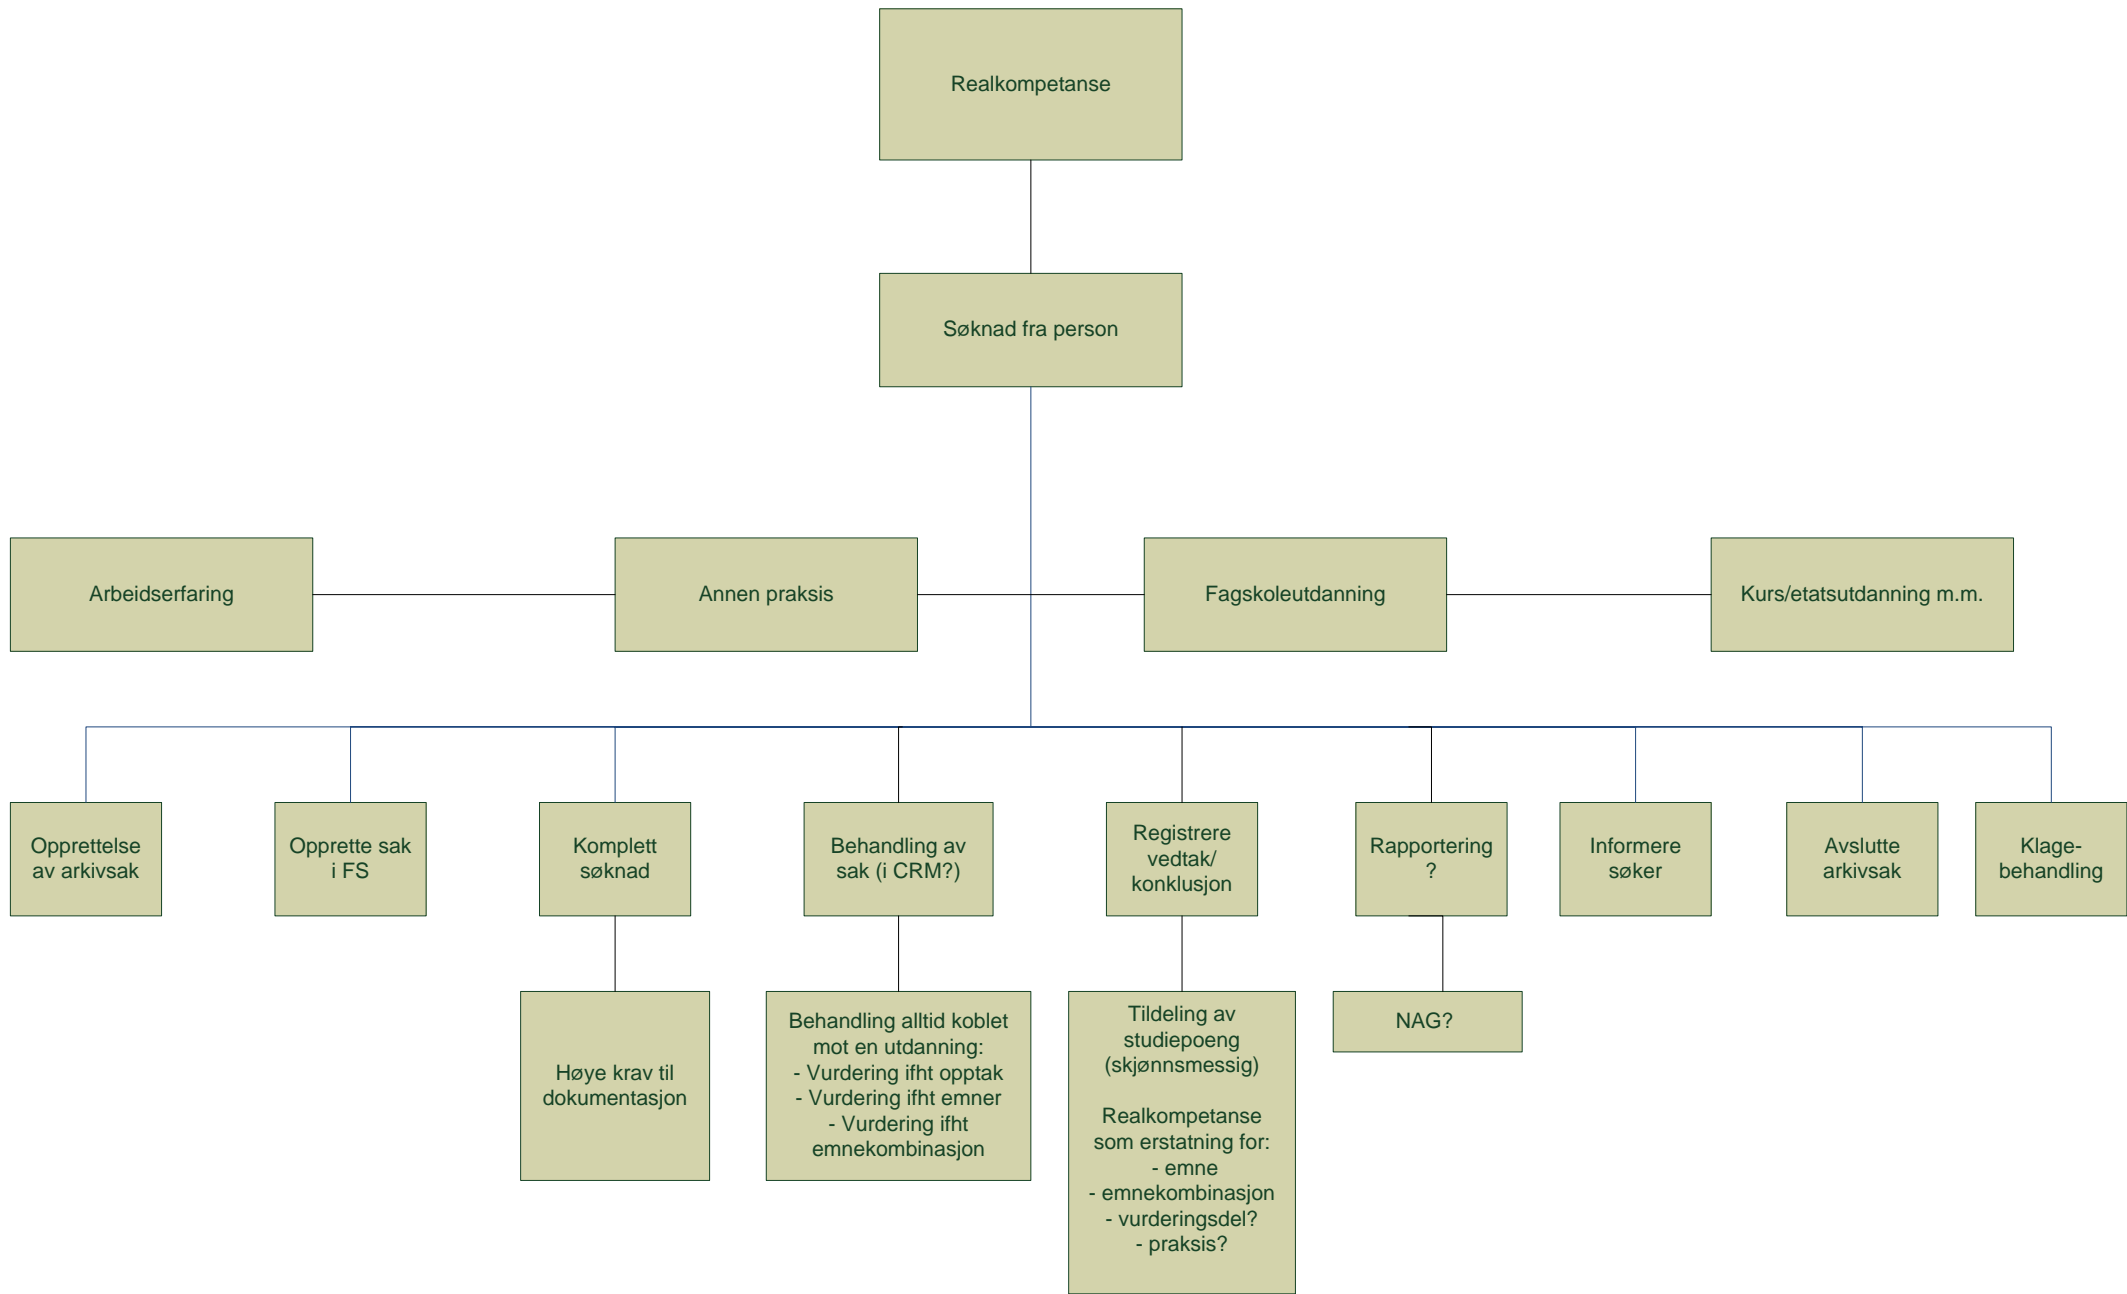 Realkompetanse
Søknad fra person
Arbeidserfaring
Annen praksis
Fagskoleutdanning
Kurs/etatsutdanning m.m.
Opprettelse
av arkivsak
Opprette sak
i FS
Komplett
søknad
Behandling av
sak (i CRM?)
Registrere
vedtak/
konklusjon
Rapportering
?
Informere
søker
Avslutte
arkivsak
Klage-
behandling
Høye krav til
dokumentasjon
Behandling alltid koblet
mot en utdanning:
- Vurdering ifht opptak
- Vurdering ifht emner
- Vurdering ifht
emnekombinasjon
Tildeling av
studiepoeng
(skjønnsmessig)
Realkompetanse
som erstatning for:
- emne
- emnekombinasjon
- vurderingsdel?
- praksis?
NAG?